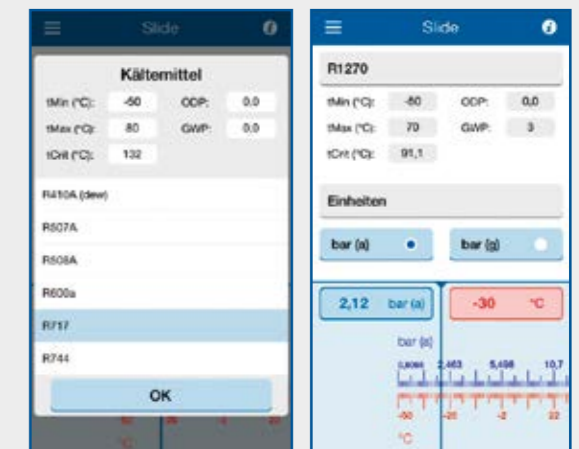 Slide
Kältemittel
tMin (°C): -50 ODP: 0,0
tMax (°C): 80 GWP: 0,0
tCrit (°C): 132
R410A (dew)
R507A
R508A
R600a
R717
R744
OK
°C
Slide
R1270
tMin (°C): -80 ODP: 0,0
tMax (°C): 70 GWP: 3
tCrit (°C): 91,1
Einheiten
bar (a) bar (g)
2,12 bar (a) -30 °C
bar (a)
2,463 5,498 10,7
-50 -25 -2 22
°C